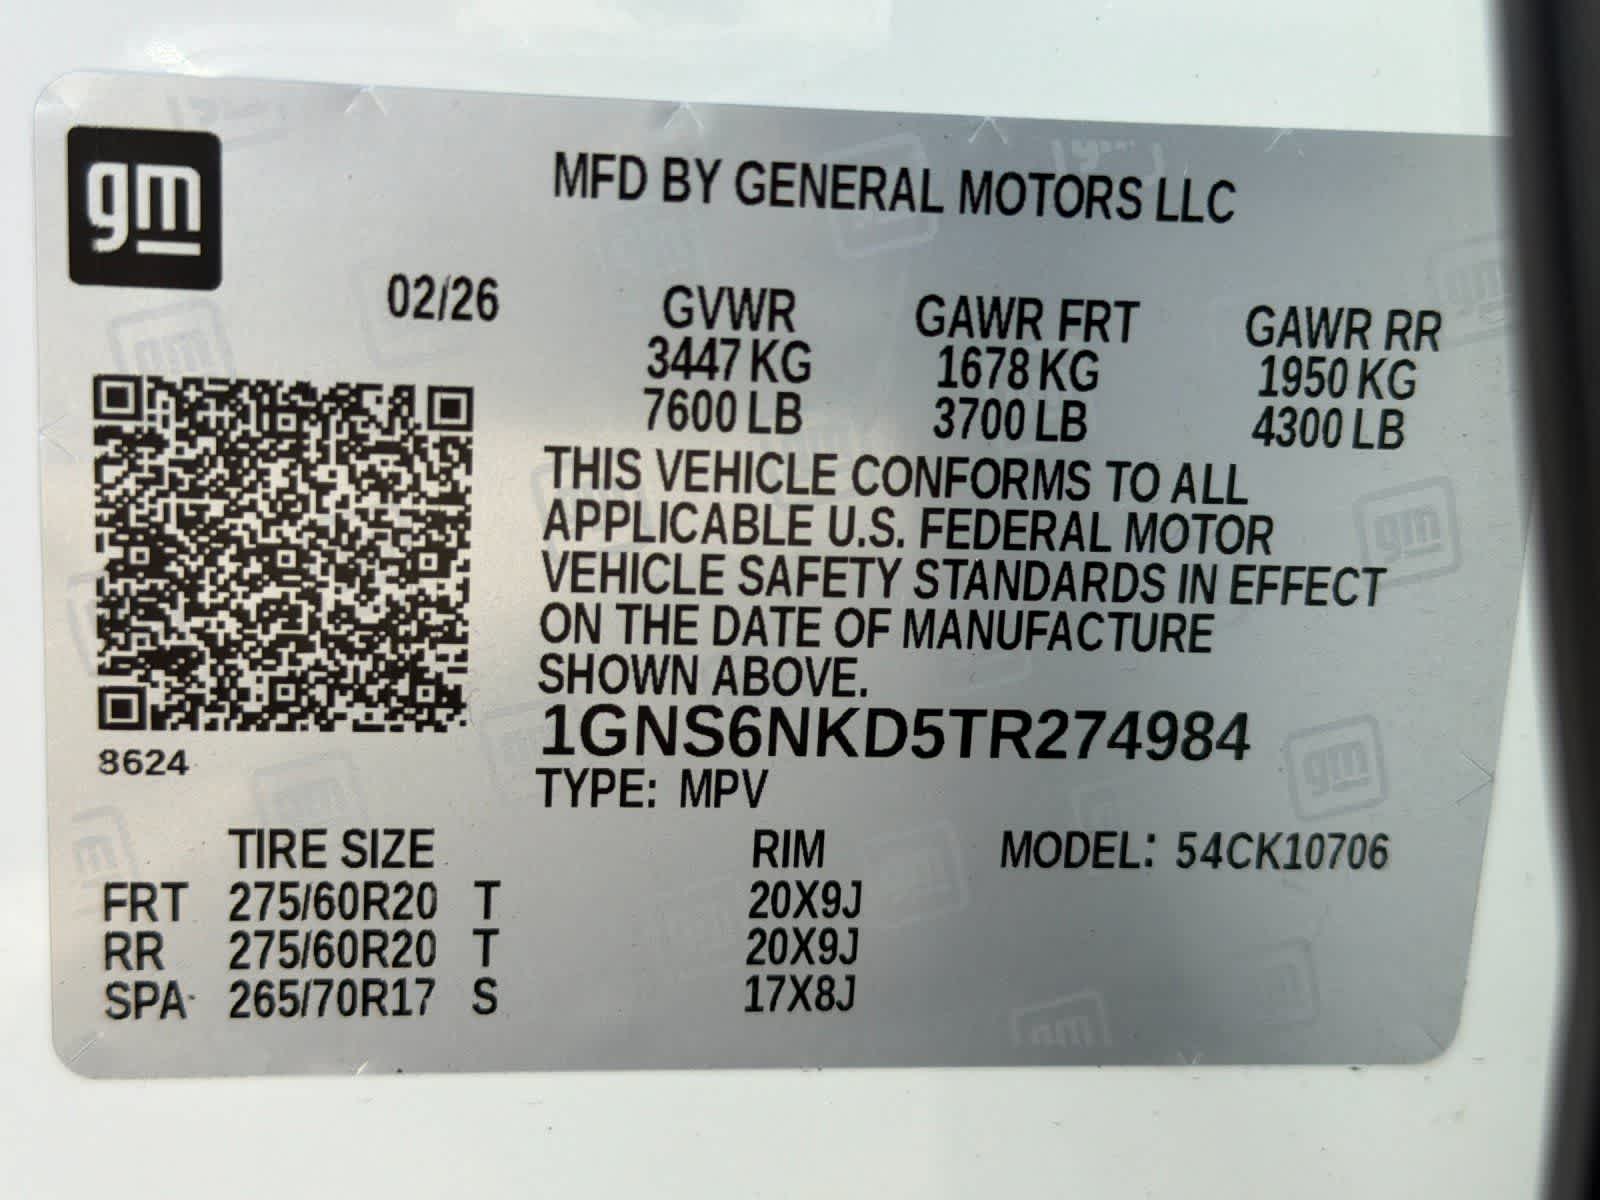 gm
MFD BY GENERAL MOTORS LLC
02/26
GVWR GAWR FRT GAWR RR
3447 KG 1678 KG 1950 KG
7600 LB 3700 LB 4300 LB
THIS VEHICLE CONFORMS TO ALL
APPLICABLE U.S. FEDERAL MOTOR
VEHICLE SAFETY STANDARDS IN EFFECT
ON THE DATE OF MANUFACTURE
SHOWN ABOVE.
1GNS6NKD5TR274984
8624
TYPE: MPV
TIRE SIZE RIM MODEL: 54CK10706
FRT 275/60R20 T 20X9J
RR 275/60R20 T 20X9J
SPA 265/70R17 S 17X8J